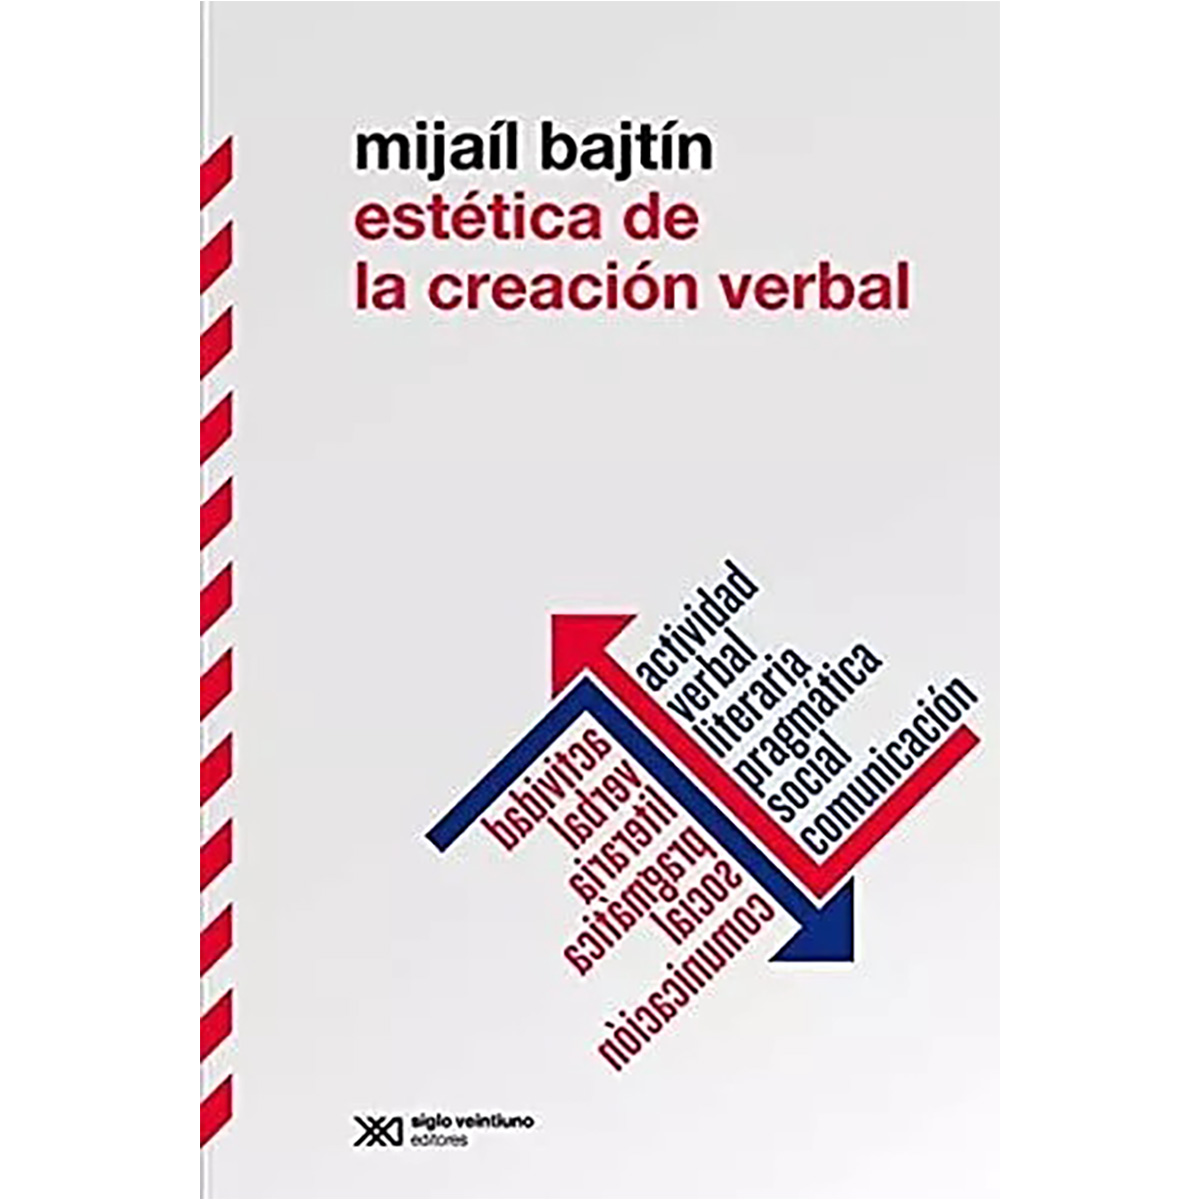 mijaíl bajtín
estética de
la creación verbal
actividad
verbal
literaria
pragmática
social
comunicación
actividad
verbal
literaria
pragmática
social
comunicación
siglo veintiuno
editores